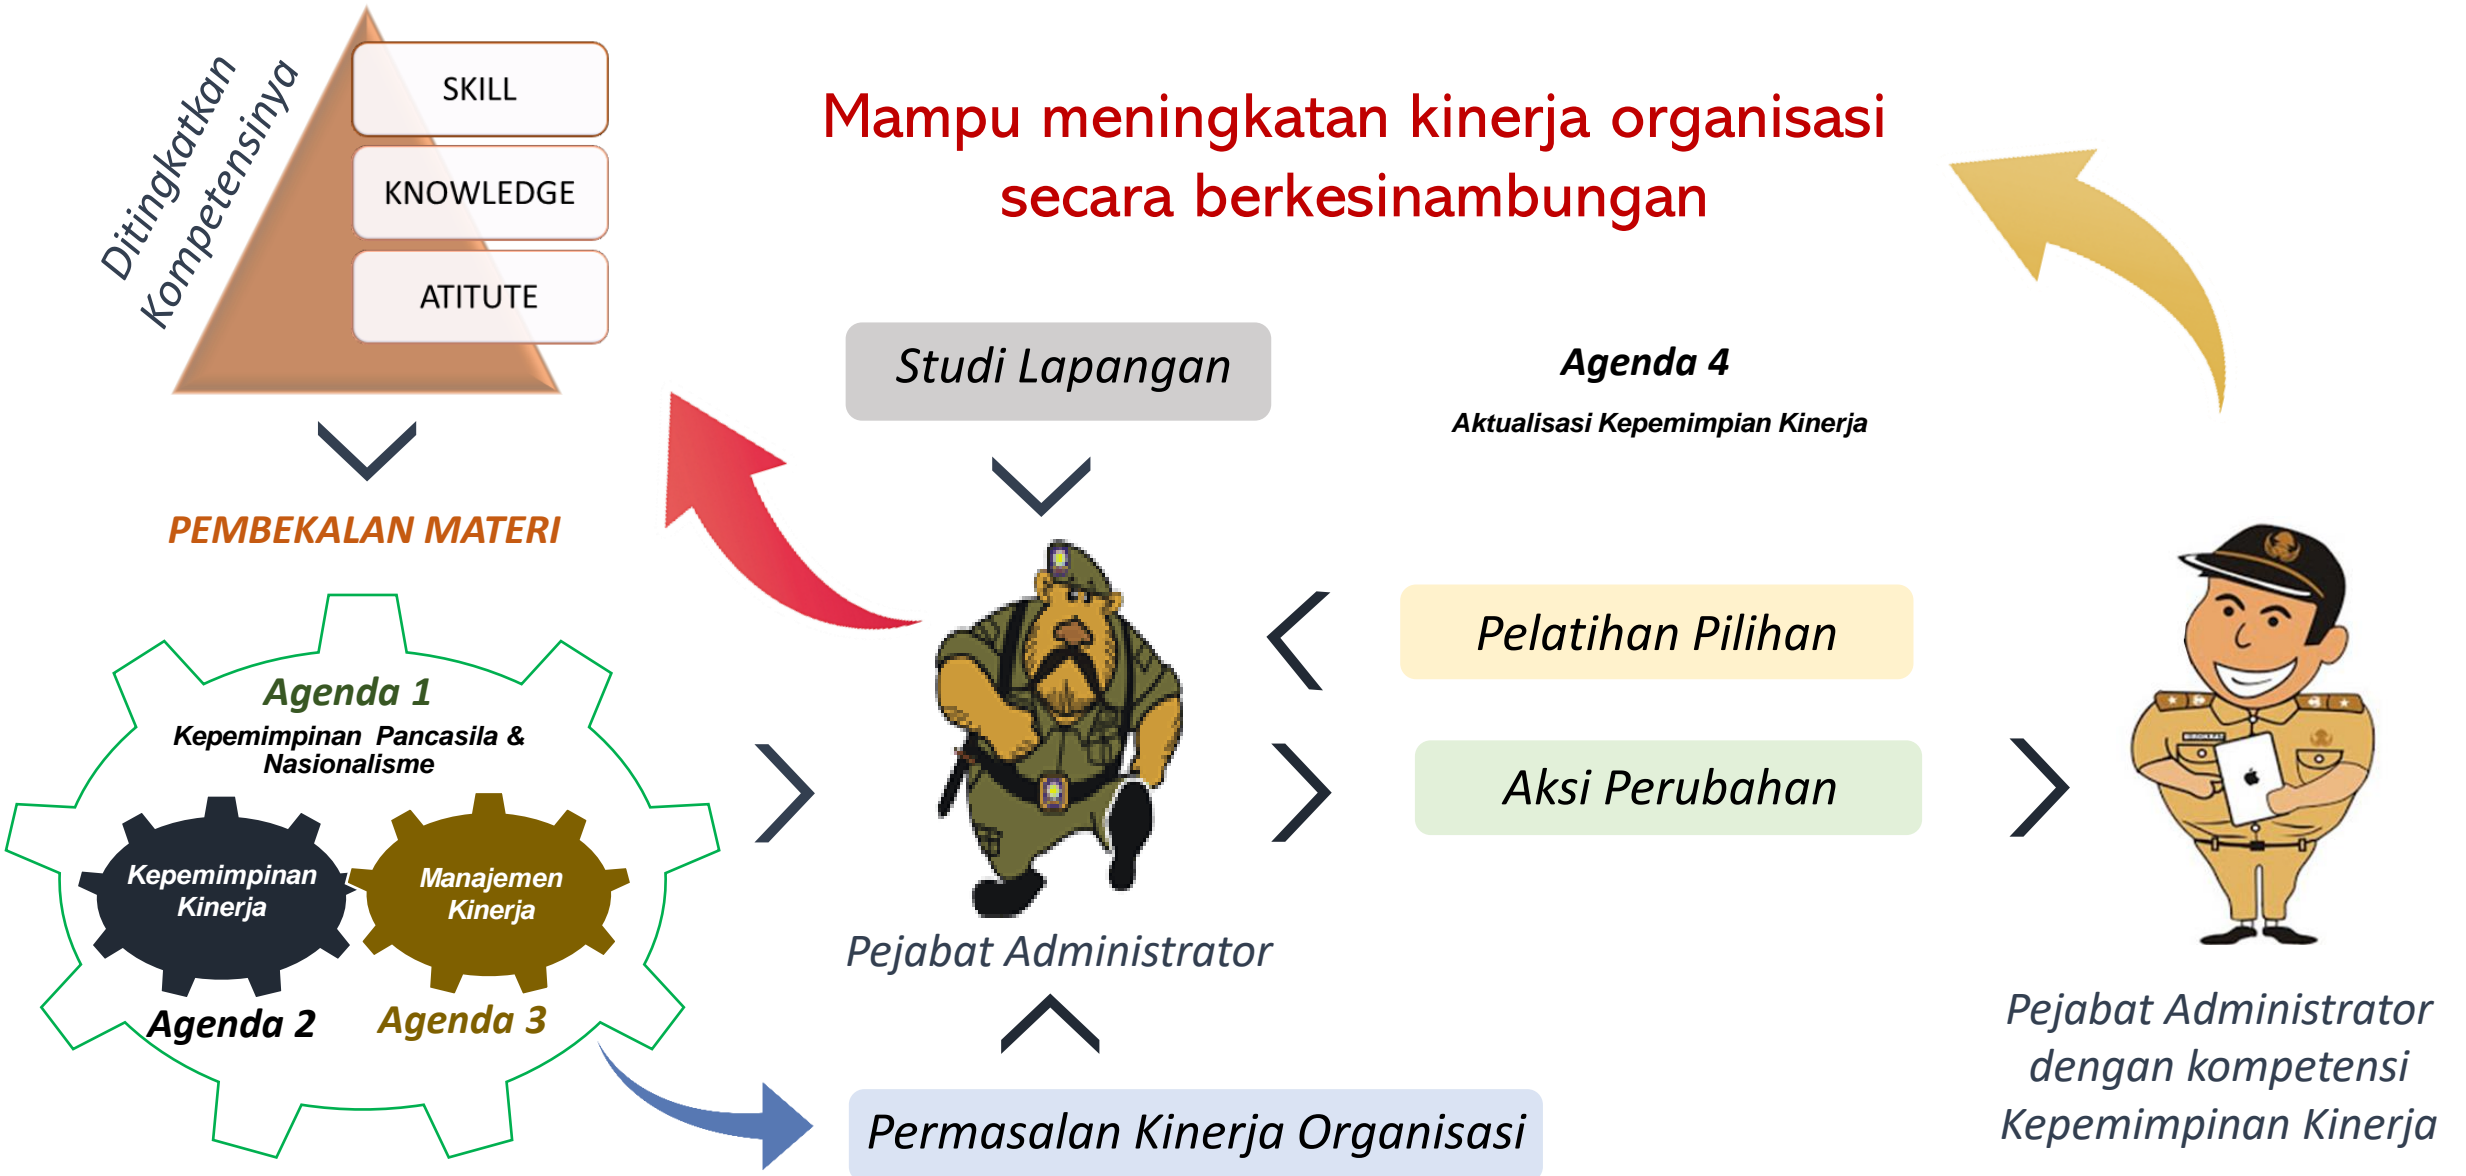 Ditingkatkan
Kompetensinya
SKILL
KNOWLEDGE
ATITUTE
Mampu meningkatan kinerja organisasi
secara berkesinambungan
Studi Lapangan
Agenda 4
Aktualisasi Kepemimpian Kinerja
PEMBEKALAN MATERI
Agenda 1
Kepemimpinan Pancasila &
Nasionalisme
Kepemimpinan
Kinerja
Manajemen
Kinerja
Agenda 2
Agenda 3
Pelatihan Pilihan
Aksi Perubahan
Pejabat Administrator
Permasalan Kinerja Organisasi
Pejabat Administrator
dengan kompetensi
Kepemimpinan Kinerja